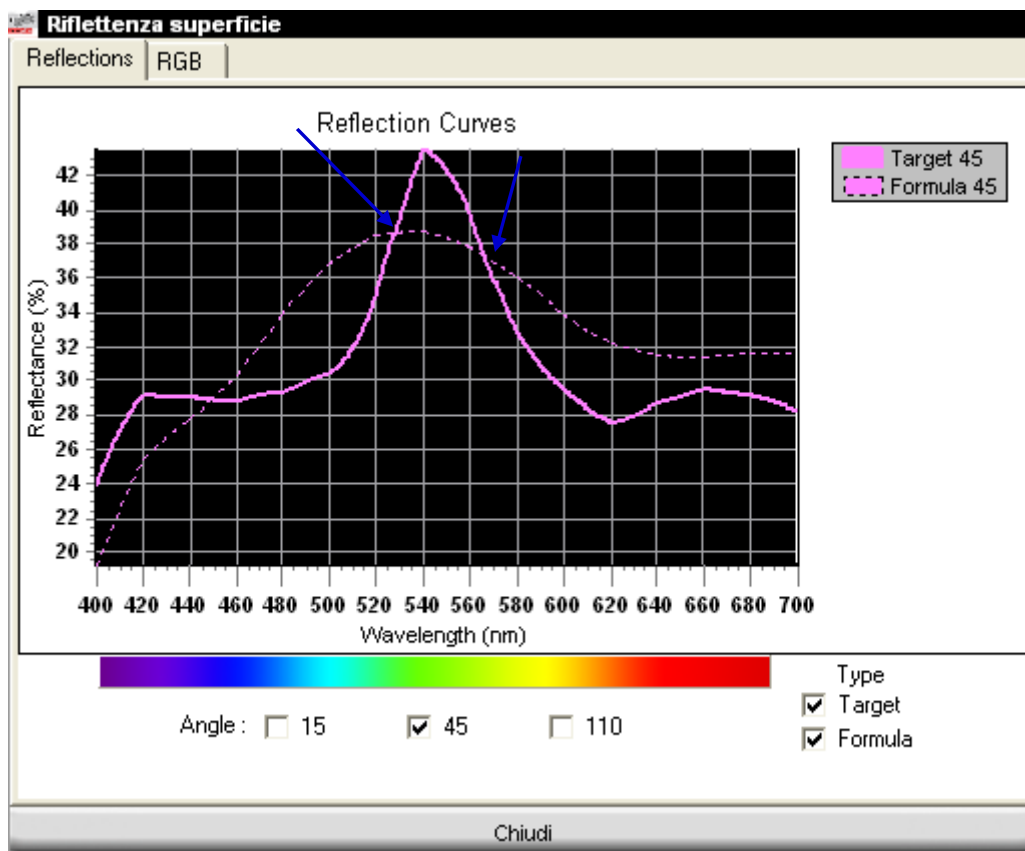 Riflettenza superficie
Reflections RGB
Reflection Curves
Target 45
Formula 45
Reflectance (%)
42
40
38
36
34
32
30
28
26
24
22
20
400 420 440 460 480 500 520 540 560 580 600 620 640 660 680 700
Wavelength (nm)
Type
Target
Angle : 15 45 110
Formula
Chiudi